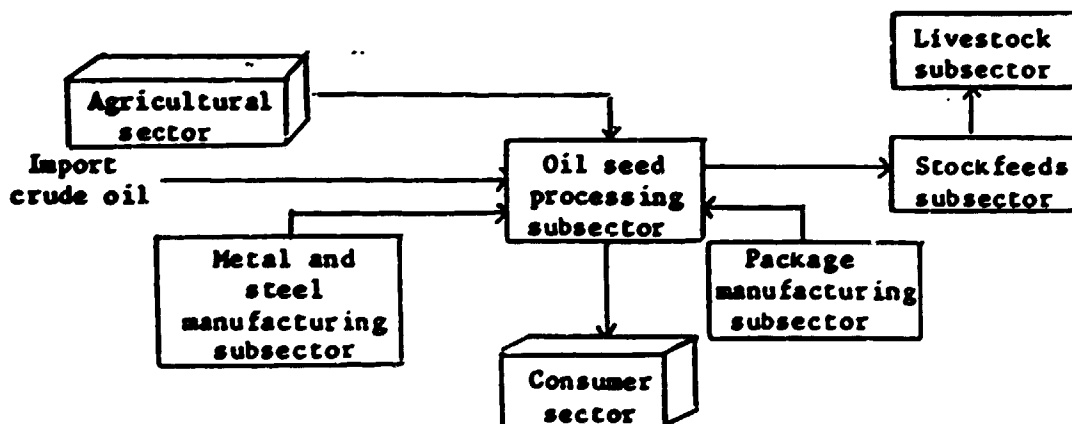 Livestock
subsector
Agricultural
sector
Import
crude oil
Oil seed
processing
subsector
Stockfeeds
subsector
Metal and
steel
manufacturing
subsector
Package
manufacturing
subsector
Consumer
sector